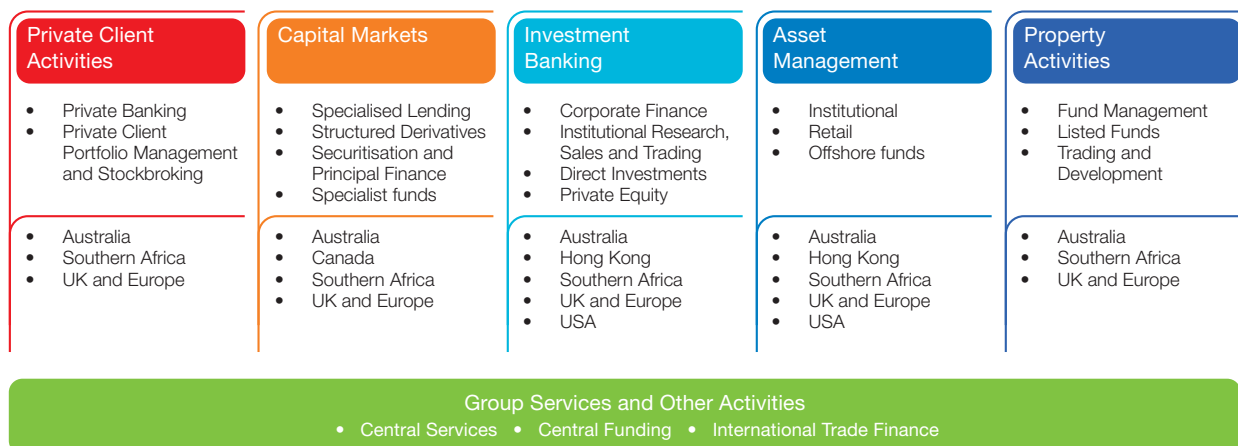 Private Client
Activities
• Private Banking
• Private Client
Portfolio Management
and Stockbroking
• Australia
• Southern Africa
• UK and Europe
Capital Markets
• Specialised Lending
• Structured Derivatives
• Securitisation and
Principal Finance
• Specialist funds
• Australia
• Canada
• Southern Africa
• UK and Europe
Investment
Banking
• Corporate Finance
• Institutional Research,
Sales and Trading
• Direct Investments
• Private Equity
• Australia
• Hong Kong
• Southern Africa
• UK and Europe
• USA
Asset
Management
• Institutional
• Retail
• Offshore funds
• Australia
• Hong Kong
• Southern Africa
• UK and Europe
• USA
Property
Activities
• Fund Management
• Listed Funds
• Trading and
Development
• Australia
• Southern Africa
• UK and Europe
Group Services and Other Activities
• Central Services • Central Funding • International Trade Finance